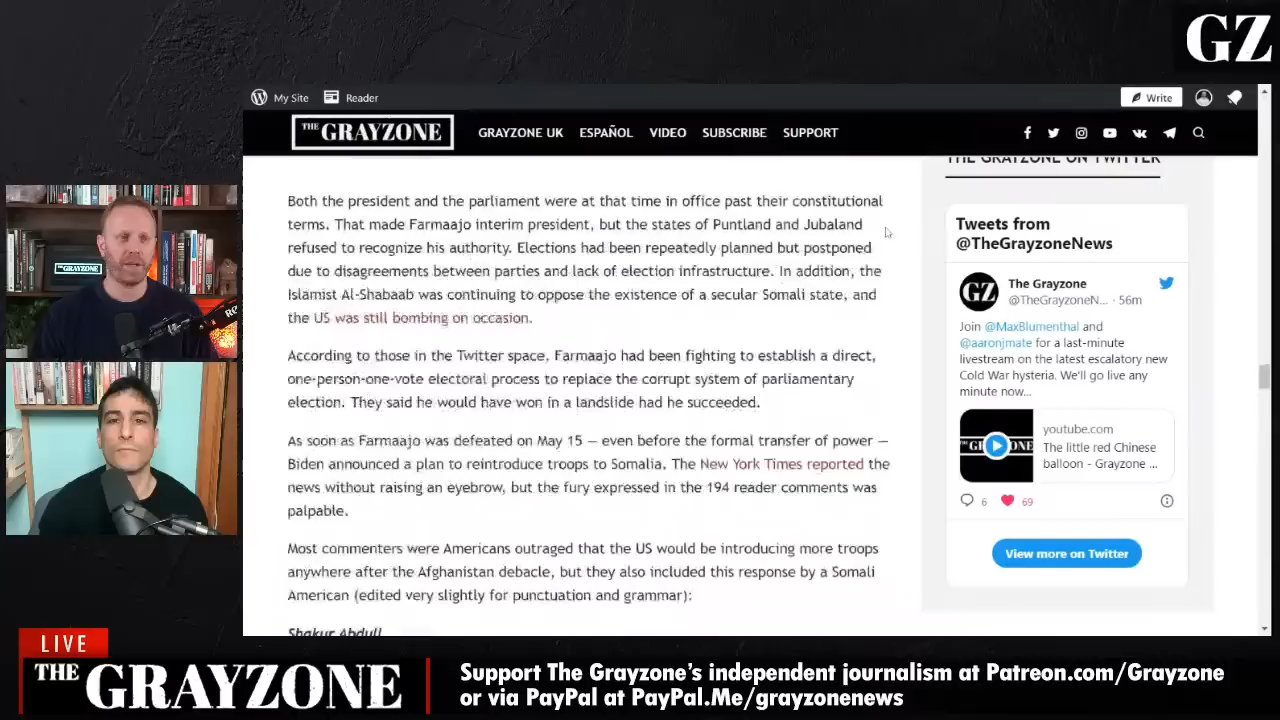 GZ
My Site
Reader
Write
THE GRAYZONE
GRAYZONE UK
ESPAÑOL
VIDEO
SUBSCRIBE
SUPPORT
THE GRAYZONE ON TWITTER
Both the president and the parliament were at that time in office past their constitutional
terms. That made Farmaajo interim president, but the states of Puntland and Jubaland
refused to recognize his authority. Elections had been repeatedly planned but postponed
due to disagreements between parties and lack of election infrastructure. In addition, the
Islamist Al-Shabaab was continuing to oppose the existence of a secular Somali state, and
the US was still bombing on occasion.
According to those in the Twitter space, Farmaajo had been fighting to establish a direct,
one-person-one-vote electoral process to replace the corrupt system of parliamentary
election. They said he would have won in a landslide had he succeeded.
As soon as Farmaajo was defeated on May 15 — even before the formal transfer of power —
Biden announced a plan to reintroduce troops to Somalia. The New York Times reported the
news without raising an eyebrow, but the fury expressed in the 194 reader comments was
palpable.
Most commenters were Americans outraged that the US would be introducing more troops
anywhere after the Afghanistan debacle, but they also included this response by a Somali
American (edited very slightly for punctuation and grammar):
Shakur Abdull
Tweets from
@TheGrayzoneNews
GZ
The Grayzone
@TheGrayzoneN... · 56m
Join @MaxBlumenthal and
@aaronjmate for a last-minute
livestream on the latest escalatory new
Cold War hysteria. We'll go live any
minute now...
youtube.com
The little red Chinese
balloon - Grayzone ...
6
69
View more on Twitter
THE GRAYZONE
LIVE
THE GRAYZONE
Support The Grayzone's independent journalism at Patreon.com/Grayzone
or via PayPal at PayPal.Me/grayzonenews